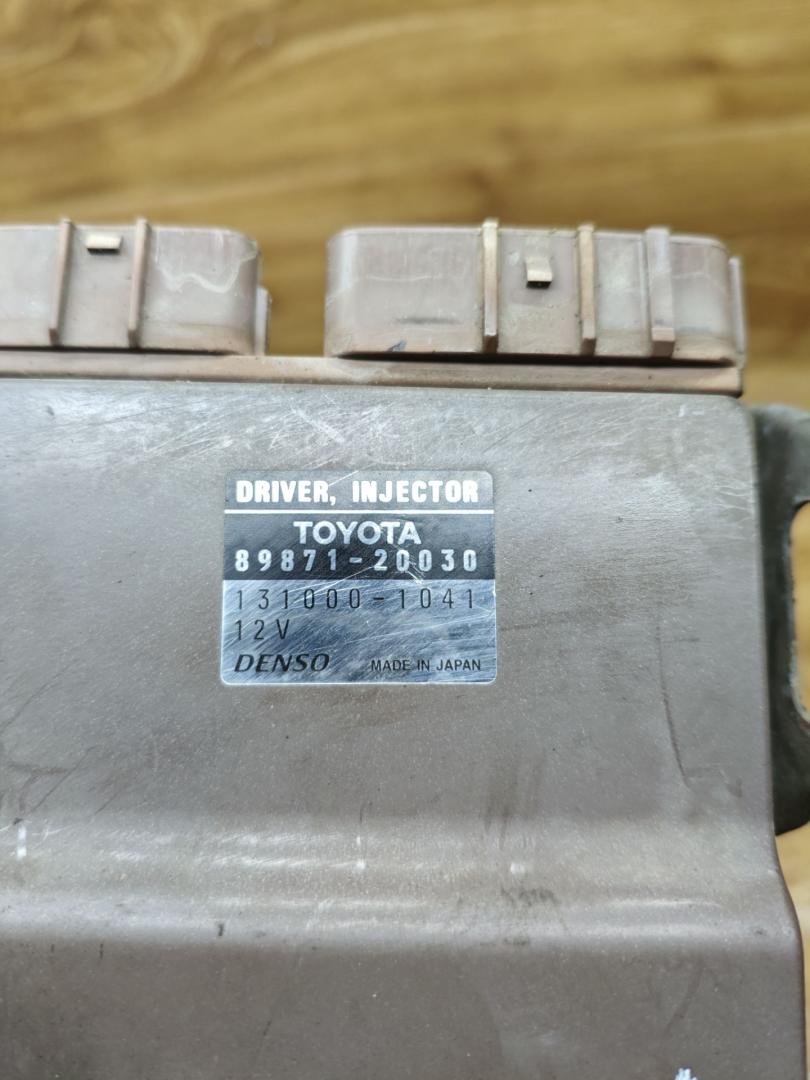 DRIVER, INJECTOR
TOYOTA
89871-20030
131000-1041
12V
DENSO MADE IN JAPAN